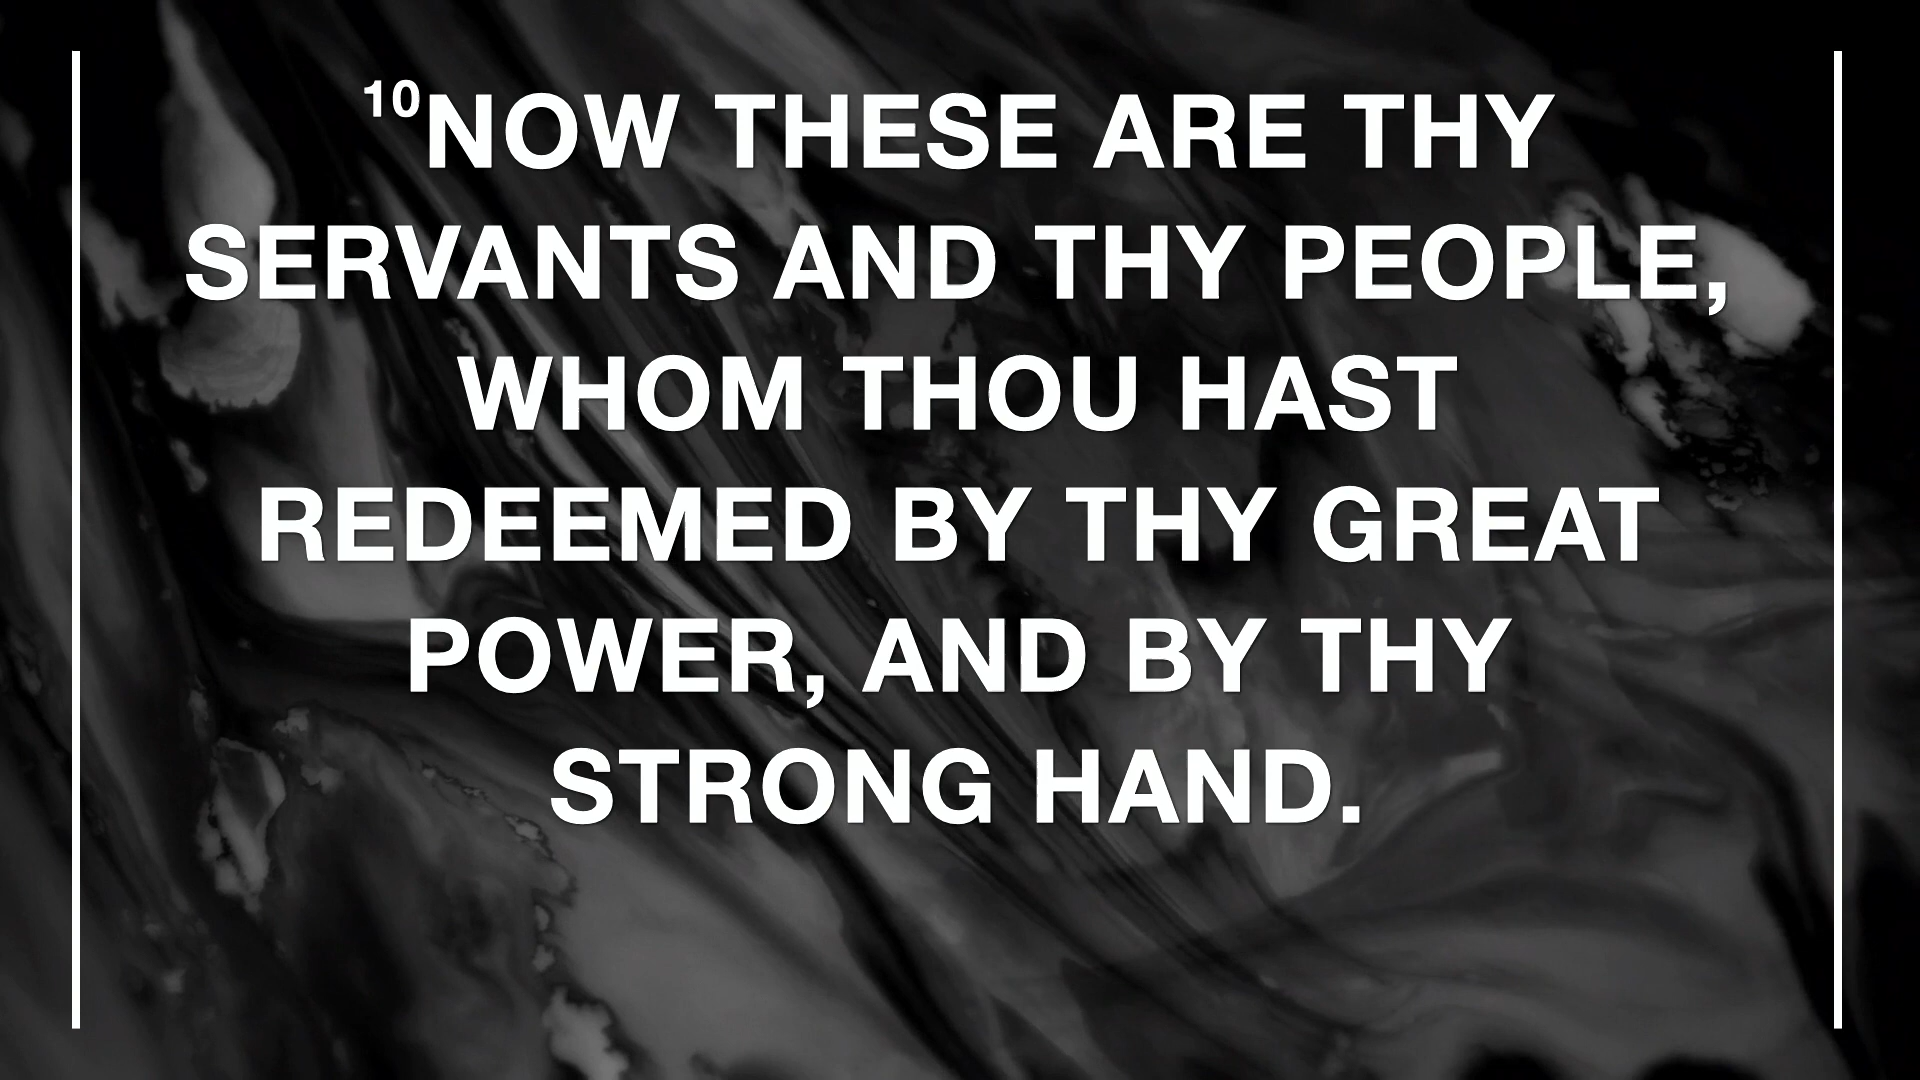 ¹⁰NOW THESE ARE THY
SERVANTS AND THY PEOPLE,
WHOM THOU HAST
REDEEMED BY THY GREAT
POWER, AND BY THY
STRONG HAND.